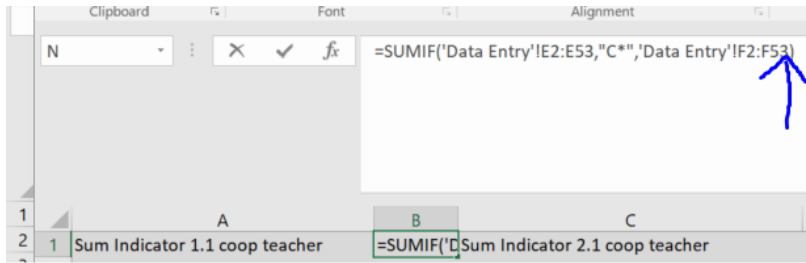 Clipboard Font Alignment
N fx =SUMIF('Data Entry'!E2:E53,"C*",'Data Entry'!F2:F53)
1 A B C
2 1 Sum Indicator 1.1 coop teacher =SUMIF('D Sum Indicator 2.1 coop teacher